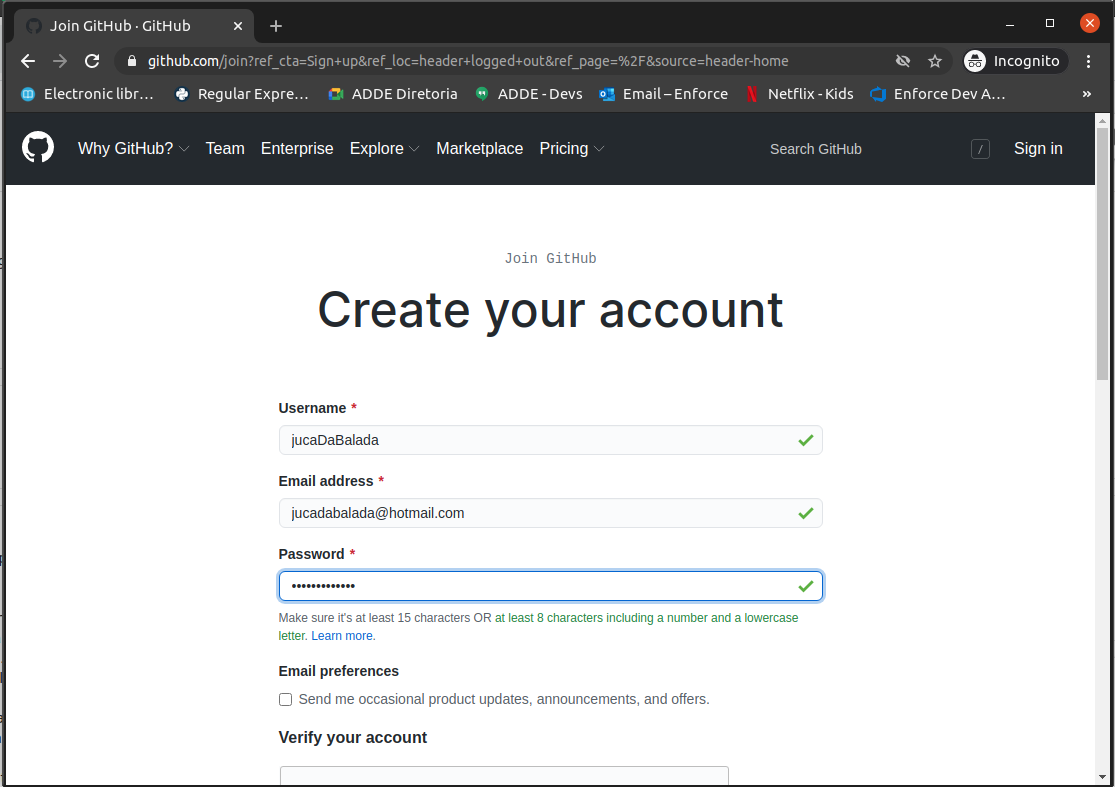 Join GitHub · GitHub
github.com/join?ref_cta=Sign+up&ref_loc=header+logged+out&ref_page=%2F&source=header-home
Incognito
Electronic libr… Regular Expre… ADDE Diretoria ADDE - Devs Email – Enforce Netflix - Kids Enforce Dev A… »
Why GitHub? Team Enterprise Explore Marketplace Pricing Search GitHub / Sign in
Join GitHub
Create your account
Username *
jucaDaBalada
Email address *
jucadabalada@hotmail.com
Password *
•••••••••••••
Make sure it's at least 15 characters OR at least 8 characters including a number and a lowercase
letter. Learn more.
Email preferences
Send me occasional product updates, announcements, and offers.
Verify your account